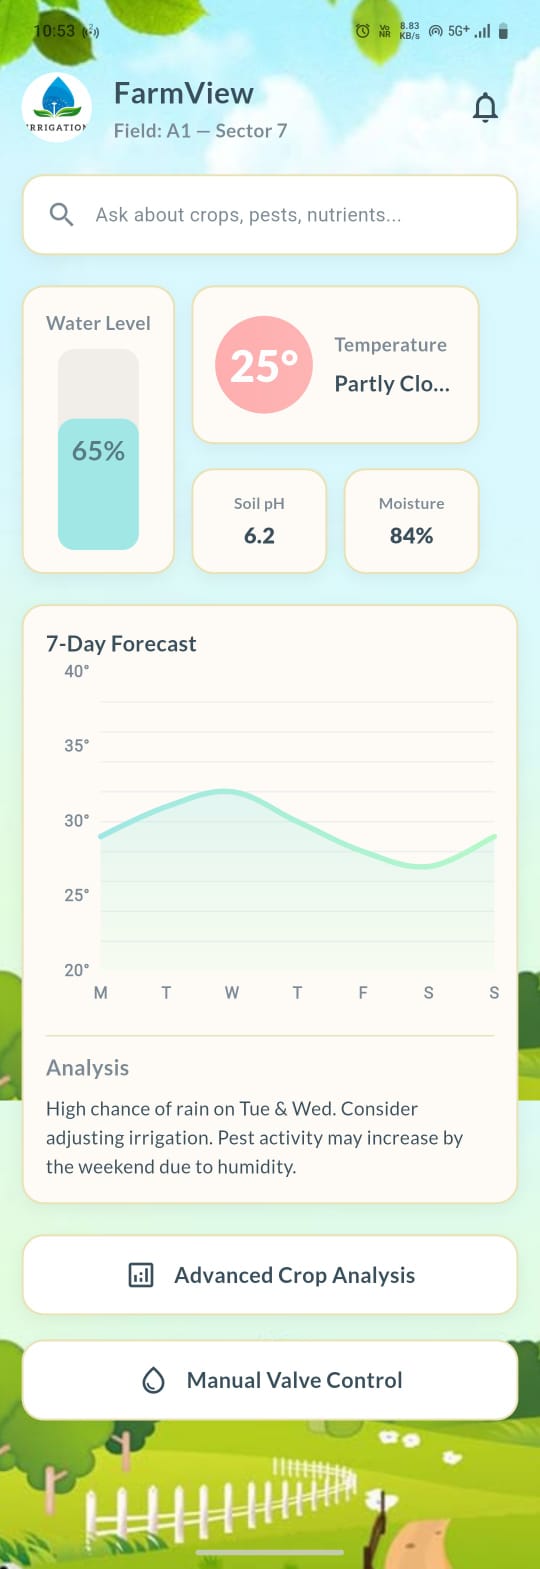 10:53
Vo NR
8.83 KB/s
5G+
FarmView
Field: A1 — Sector 7
IRRIGATION
Ask about crops, pests, nutrients...
Water Level
65%
25°
Temperature
Partly Clo...
Soil pH
6.2
Moisture
84%
7-Day Forecast
40°
35°
30°
25°
20°
M T W T F S S
Analysis
High chance of rain on Tue & Wed. Consider
adjusting irrigation. Pest activity may increase by
the weekend due to humidity.
Advanced Crop Analysis
Manual Valve Control